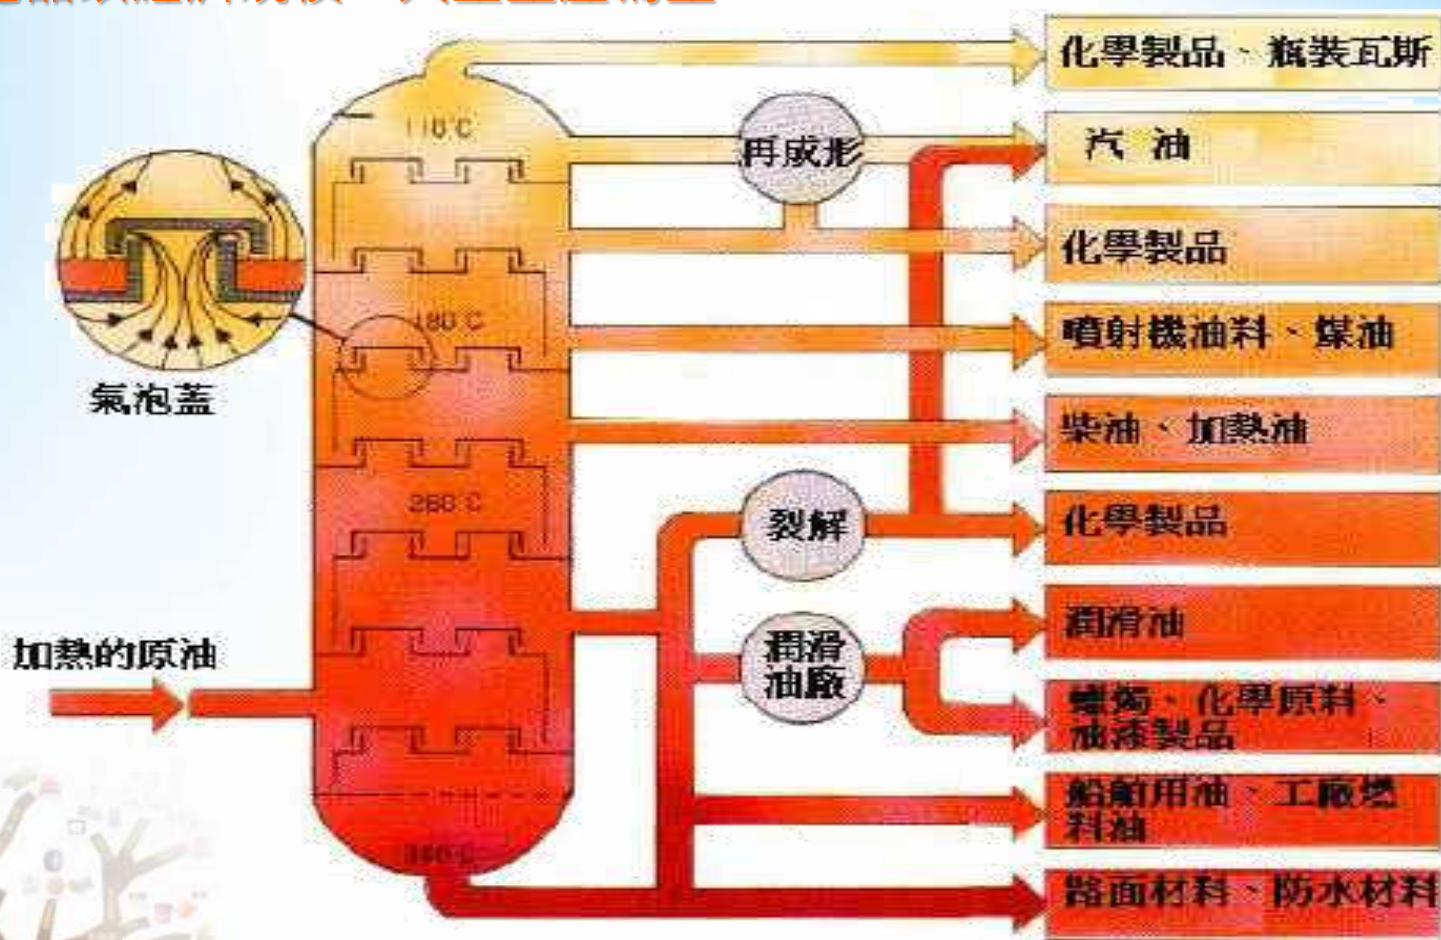 化學製品、瓶裝瓦斯
110°C
再成形
汽 油
化學製品
180°C
噴射機油料、煤油
氣泡蓋
柴油、加熱油
260°C
裂解
化學製品
加熱的原油
潤滑
油廠
潤滑油
蠟燭、化學原料、
油漆製品
船舶用油、工廠燃
料油
路面材料、防水材料